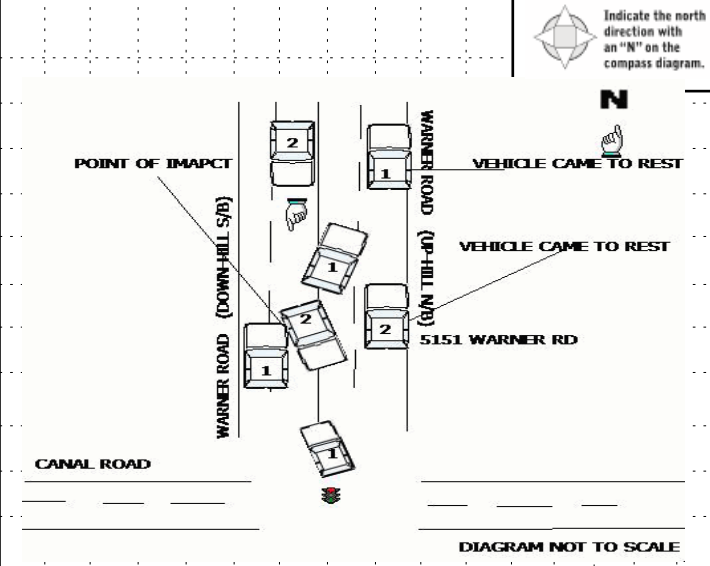 Indicate the north
direction with
an “N” on the
compass diagram.
N
2
1
POINT OF IMAPCT
VEHICLE CAME TO REST
WARNER ROAD (UP-HILL N/B)
WARNER ROAD (DOWN-HILL S/B)
VEHICLE CAME TO REST
1
2
2
5151 WARNER RD
1
1
CANAL ROAD
DIAGRAM NOT TO SCALE